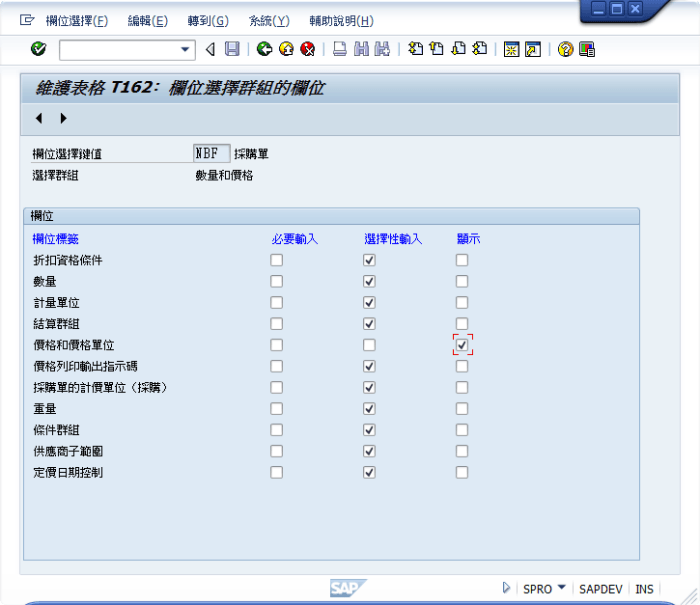 欄位選擇(F) 編輯(E) 轉到(G) 系統(Y) 輔助說明(H)
維護表格 T162: 欄位選擇群組的欄位
欄位選擇鍵值 NBF 採購單
選擇群組 數量和價格
欄位
欄位標籤 必要輸入 選擇性輸入 顯示
折扣資格條件
數量
計量單位
結算群組
價格和價格單位
價格列印輸出指示碼
採購單的計價單位（採購）
重量
條件群組
供應商子範圍
定價日期控制
SAP
SPRO SAPDEV INS